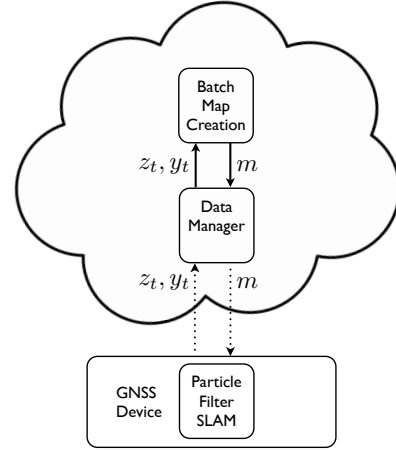 Batch
Map
Creation
z_t, y_t
m
Data
Manager
z_t, y_t
m
GNSS
Device
Particle
Filter
SLAM